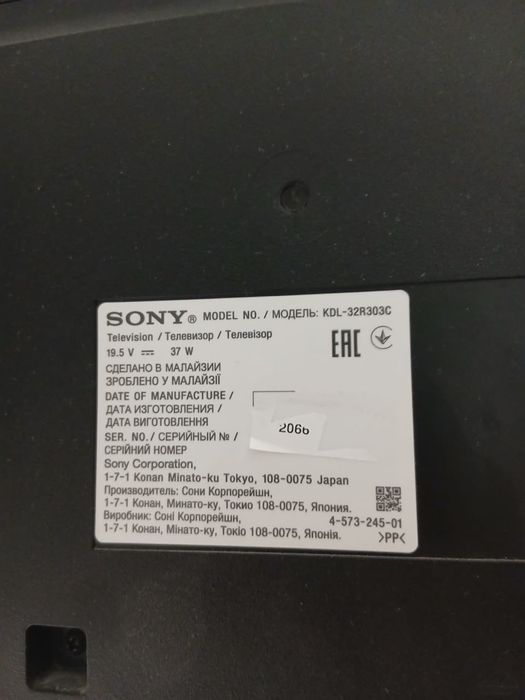 SONY® MODEL NO. / МОДЕЛЬ: KDL-32R303C
Television / Телевизор / Телевізор
19.5 V ⎓ 37 W
EAC
СДЕЛАНО В МАЛАЙЗИИ
ЗРОБЛЕНО У МАЛАЙЗІЇ
DATE OF MANUFACTURE /
ДАТА ИЗГОТОВЛЕНИЯ /
ДАТА ВИГОТОВЛЕННЯ
2066
SER. NO. / СЕРИЙНЫЙ № /
СЕРІЙНИЙ НОМЕР
Sony Corporation,
1-7-1 Konan Minato-ku Tokyo, 108-0075 Japan
Производитель: Сони Корпорейшн,
1-7-1 Конан, Минато-ку, Токио 108-0075, Япония.
Виробник: Соні Корпорейшн,
1-7-1 Конан, Мінато-ку, Токіо 108-0075, Японія.
4-573-245-01
>PP<